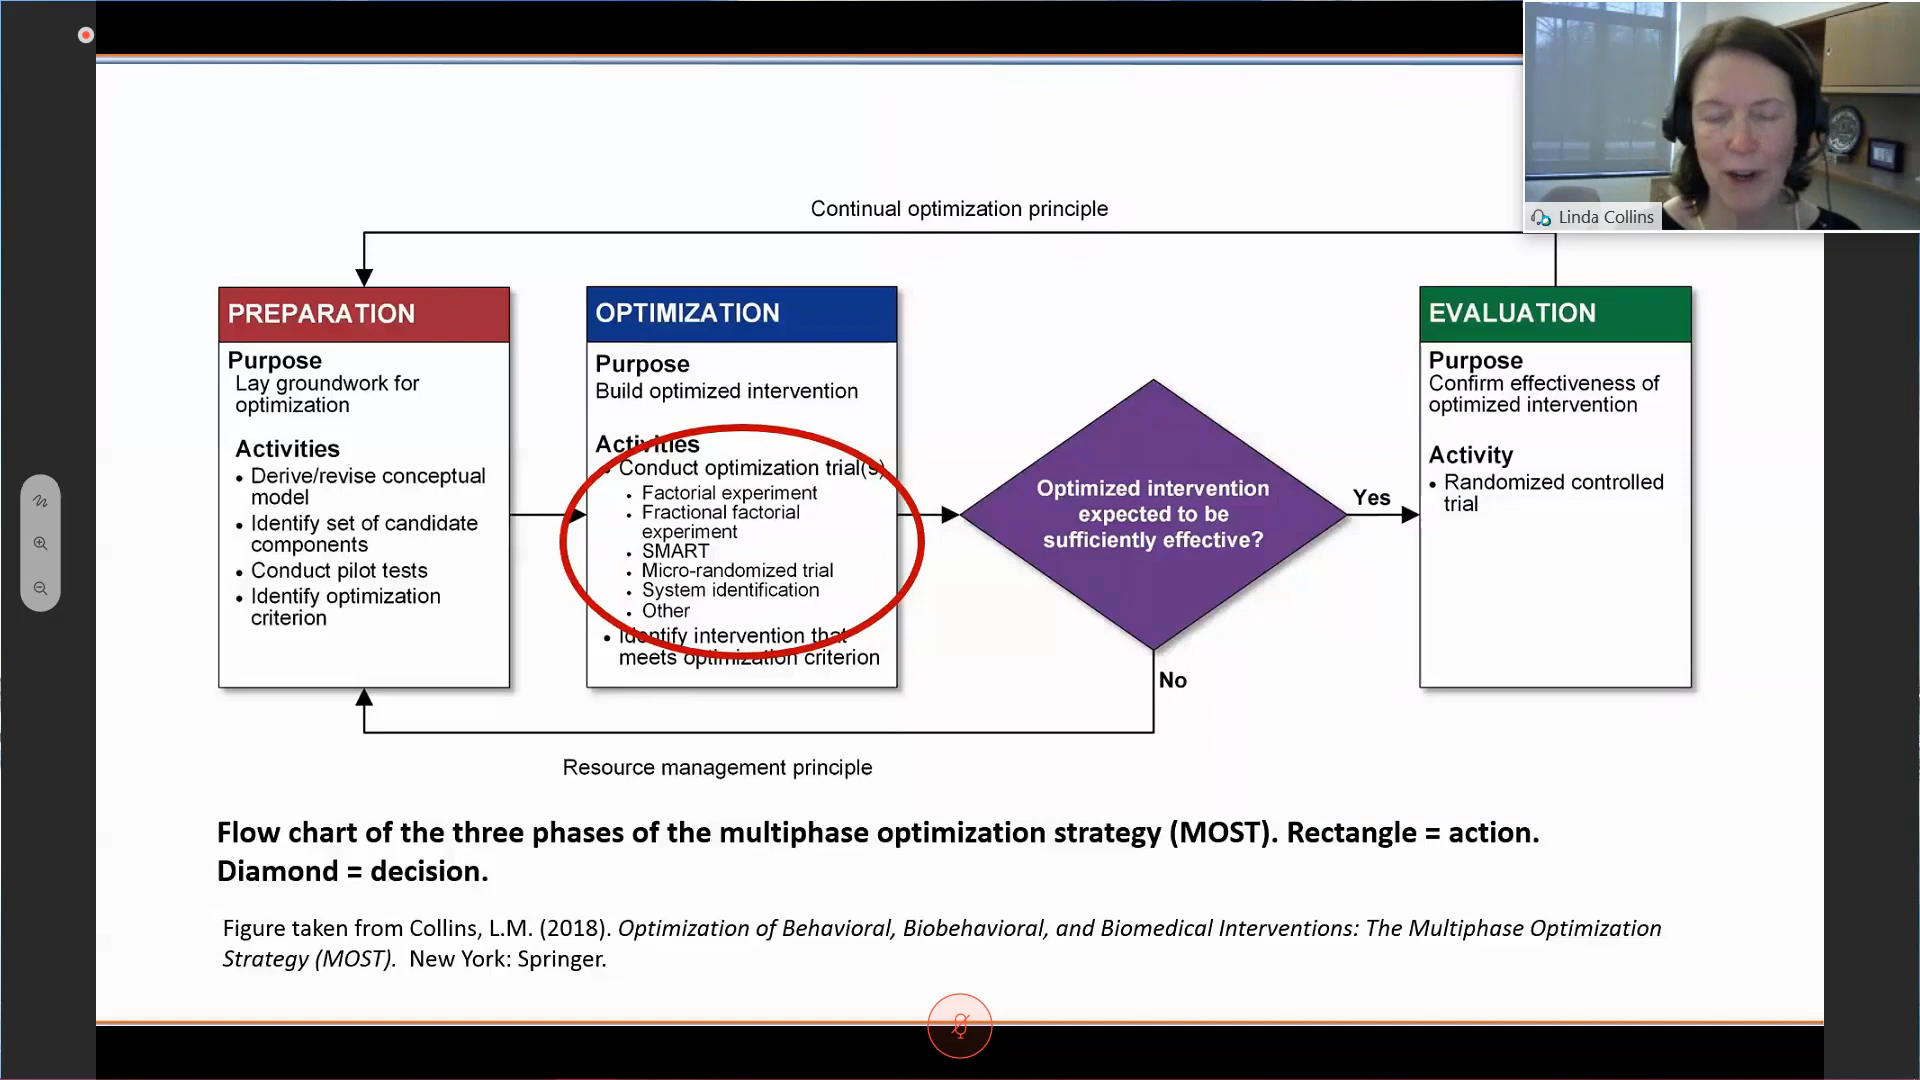 Linda Collins
Continual optimization principle
PREPARATION
Purpose
Lay groundwork for
optimization
Activities
• Derive/revise conceptual
model
• Identify set of candidate
components
• Conduct pilot tests
• Identify optimization
criterion
OPTIMIZATION
Purpose
Build optimized intervention
Activities
• Conduct optimization trial(s)
• Factorial experiment
• Fractional factorial
experiment
• SMART
• Micro-randomized trial
• System identification
• Other
• Identify intervention that
meets optimization criterion
Optimized intervention
expected to be
sufficiently effective?
Yes
No
EVALUATION
Purpose
Confirm effectiveness of
optimized intervention
Activity
• Randomized controlled
trial
Resource management principle
Flow chart of the three phases of the multiphase optimization strategy (MOST). Rectangle = action.
Diamond = decision.
Figure taken from Collins, L.M. (2018). Optimization of Behavioral, Biobehavioral, and Biomedical Interventions: The Multiphase Optimization
Strategy (MOST). New York: Springer.